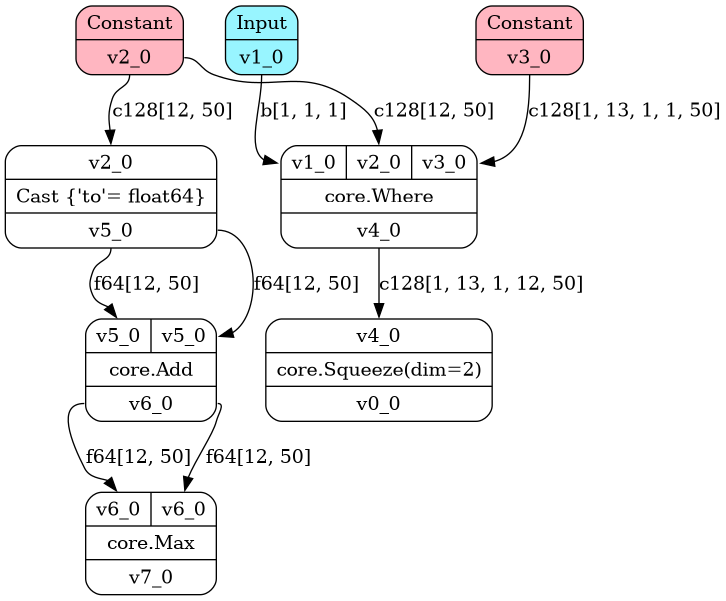 Constant
v2_0
Input
v1_0
Constant
v3_0
c128[12, 50]
b[1, 1, 1]
c128[12, 50]
c128[1, 13, 1, 1, 50]
v2_0
Cast {'to'= float64}
v5_0
v1_0 v2_0 v3_0
core.Where
v4_0
f64[12, 50]
f64[12, 50]
c128[1, 13, 1, 12, 50]
v5_0 v5_0
core.Add
v6_0
v4_0
core.Squeeze(dim=2)
v0_0
f64[12, 50]
f64[12, 50]
v6_0 v6_0
core.Max
v7_0